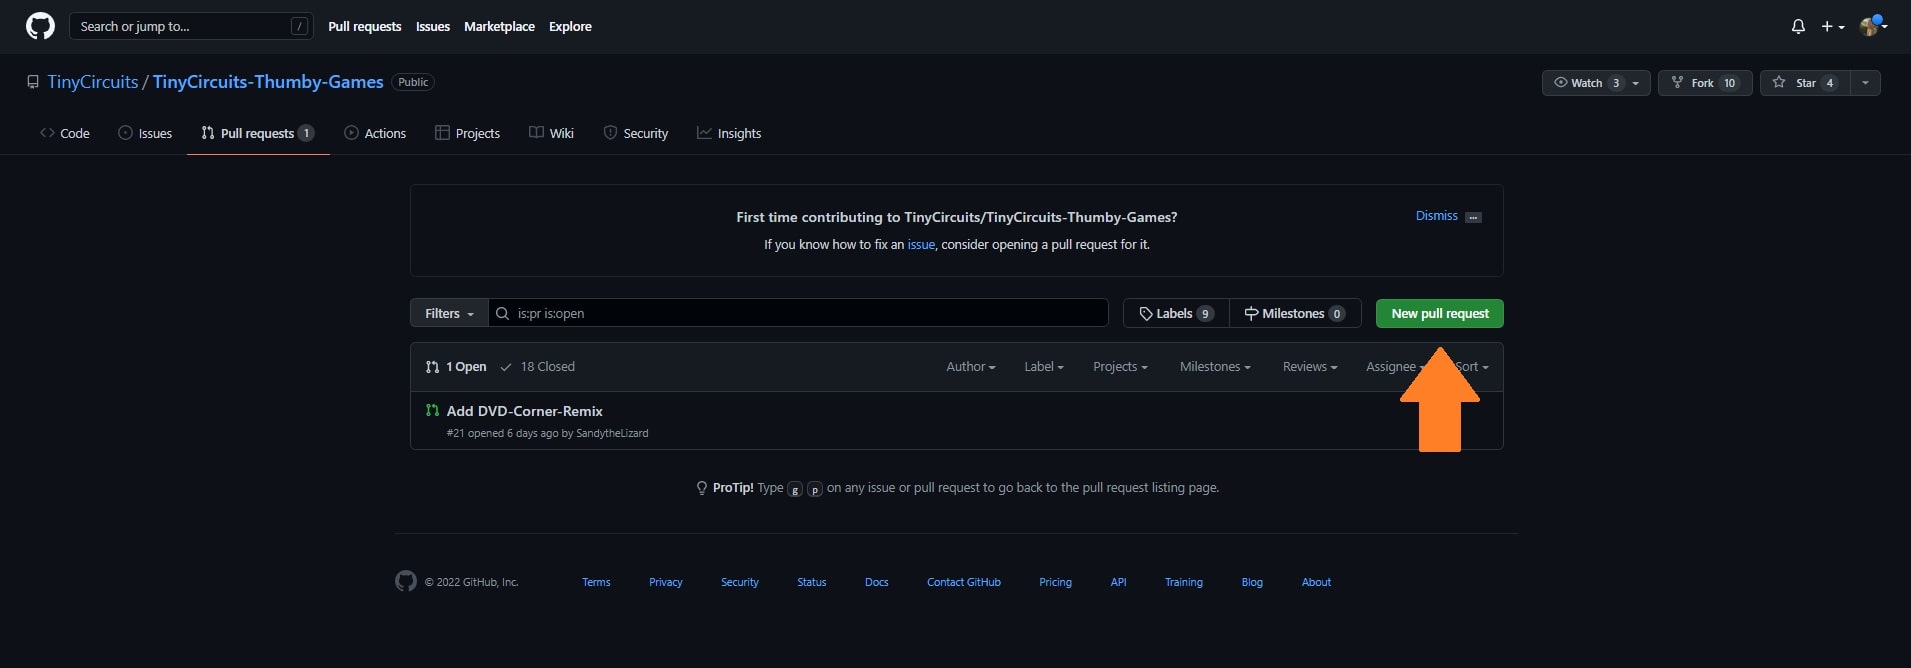 Search or jump to... / Pull requests Issues Marketplace Explore
TinyCircuits / TinyCircuits-Thumby-Games Public Watch 3 Fork 10 Star 4
Code Issues Pull requests 1 Actions Projects Wiki Security Insights
First time contributing to TinyCircuits/TinyCircuits-Thumby-Games? Dismiss ...
If you know how to fix an issue, consider opening a pull request for it.
Filters is:pr is:open Labels 9 Milestones 0 New pull request
1 Open 18 Closed Author Label Projects Milestones Reviews Assignee Sort
Add DVD-Corner-Remix
#21 opened 6 days ago by SandytheLizard
ProTip! Type g p on any issue or pull request to go back to the pull request listing page.
© 2022 GitHub, Inc. Terms Privacy Security Status Docs Contact GitHub Pricing API Training Blog About